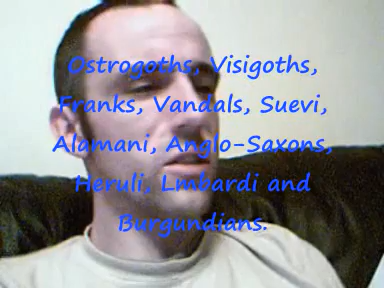 Ostrogoths, Visigoths,
Franks, Vandals, Suevi,
Alamani, Anglo-Saxons,
Heruli, Lmbardi and
Burgundians.